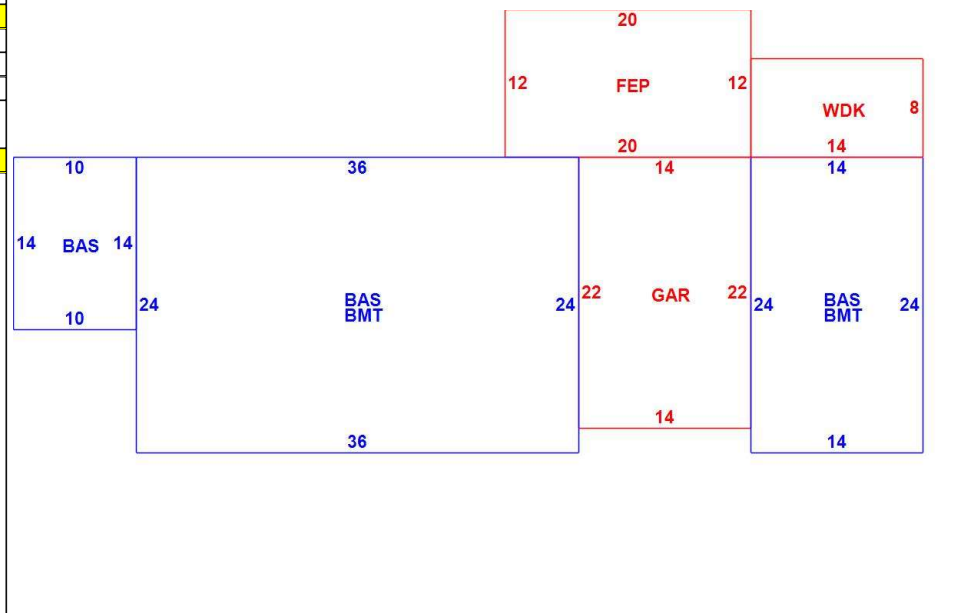 20
12 FEP 12
WDK 8
20 14
10 36 14 14
14 BAS 14
24 BAS BMT 24
22 GAR 22
24 BAS BMT 24
10
14
36 14